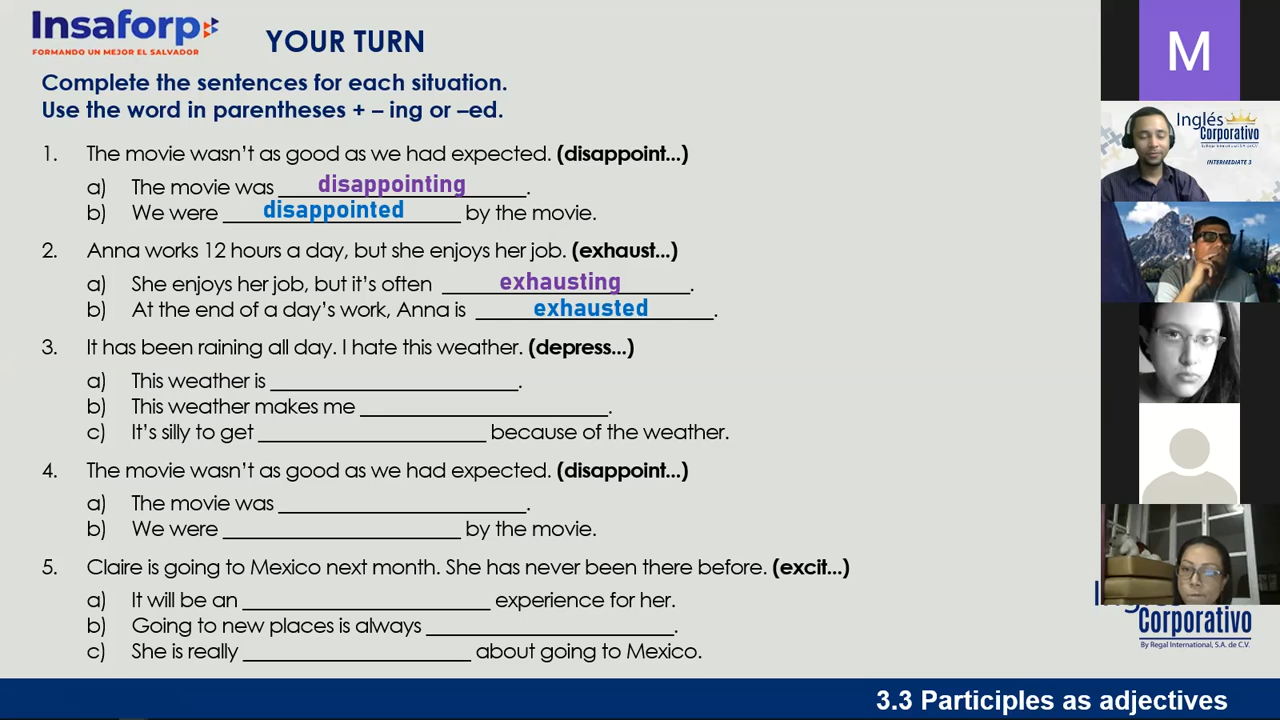 Insaforp
FORMANDO UN MEJOR EL SALVADOR
YOUR TURN
Complete the sentences for each situation.
Use the word in parentheses + – ing or –ed.
1. The movie wasn't as good as we had expected. (disappoint...)
a) The movie was disappointing.
b) We were disappointed by the movie.
2. Anna works 12 hours a day, but she enjoys her job. (exhaust...)
a) She enjoys her job, but it's often exhausting.
b) At the end of a day's work, Anna is exhausted.
3. It has been raining all day. I hate this weather. (depress...)
a) This weather is ____________________.
b) This weather makes me ____________________.
c) It's silly to get ____________________ because of the weather.
4. The movie wasn't as good as we had expected. (disappoint...)
a) The movie was ____________________.
b) We were ____________________ by the movie.
5. Claire is going to Mexico next month. She has never been there before. (excit...)
a) It will be an ____________________ experience for her.
b) Going to new places is always ____________________.
c) She is really ____________________ about going to Mexico.
3.3 Participles as adjectives
M
Inglés
Corporativo
INTERMEDIATE 3
Corporativo
By Regal International, S.A. de C.V.